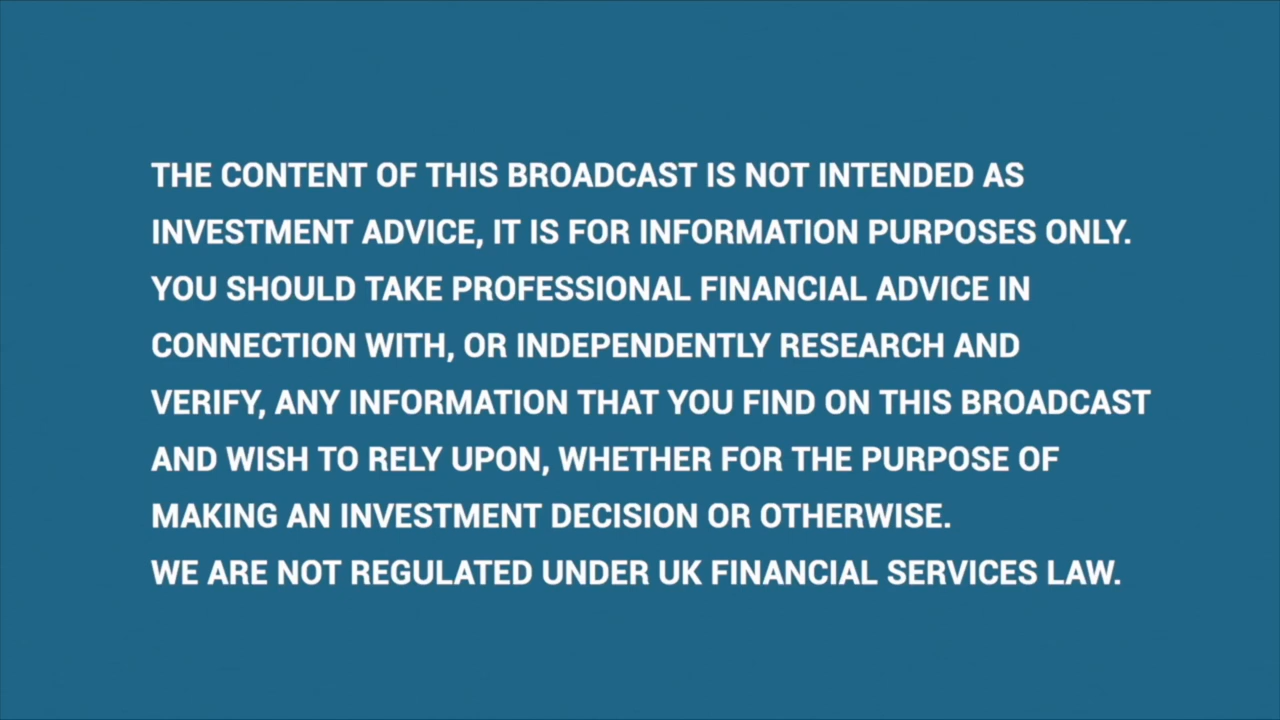 THE CONTENT OF THIS BROADCAST IS NOT INTENDED AS
INVESTMENT ADVICE, IT IS FOR INFORMATION PURPOSES ONLY.
YOU SHOULD TAKE PROFESSIONAL FINANCIAL ADVICE IN
CONNECTION WITH, OR INDEPENDENTLY RESEARCH AND
VERIFY, ANY INFORMATION THAT YOU FIND ON THIS BROADCAST
AND WISH TO RELY UPON, WHETHER FOR THE PURPOSE OF
MAKING AN INVESTMENT DECISION OR OTHERWISE.
WE ARE NOT REGULATED UNDER UK FINANCIAL SERVICES LAW.